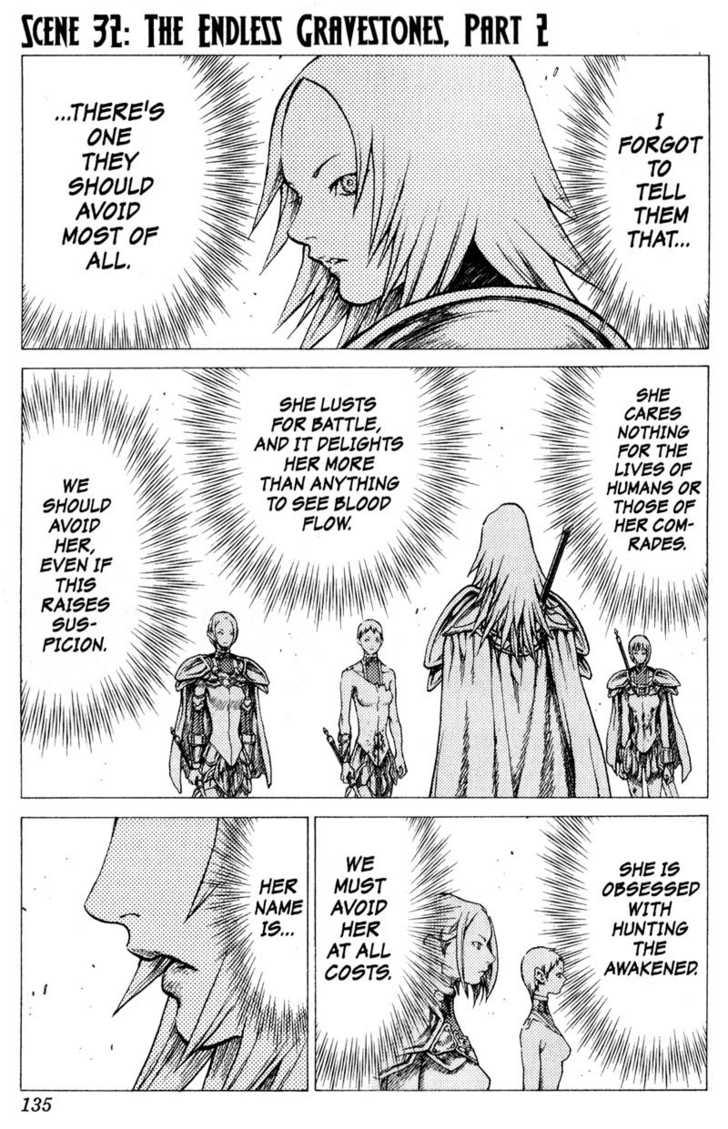 SCENE 32: THE ENDLESS GRAVESTONES, PART 2
I
FORGOT
TO
TELL
THEM
THAT...
...THERE'S
ONE
THEY
SHOULD
AVOID
MOST OF
ALL.
SHE
CARES
NOTHING
FOR THE
LIVES OF
HUMANS OR
THOSE OF
HER COM-
RADES.
SHE LUSTS
FOR BATTLE,
AND IT DELIGHTS
HER MORE
THAN ANYTHING
TO SEE BLOOD
FLOW.
WE
SHOULD
AVOID
HER,
EVEN IF
THIS
RAISES
SUS-
PICION.
SHE IS
OBSESSED
WITH
HUNTING
THE
AWAKENED.
WE
MUST
AVOID
HER
AT ALL
COSTS.
HER
NAME
IS...
135